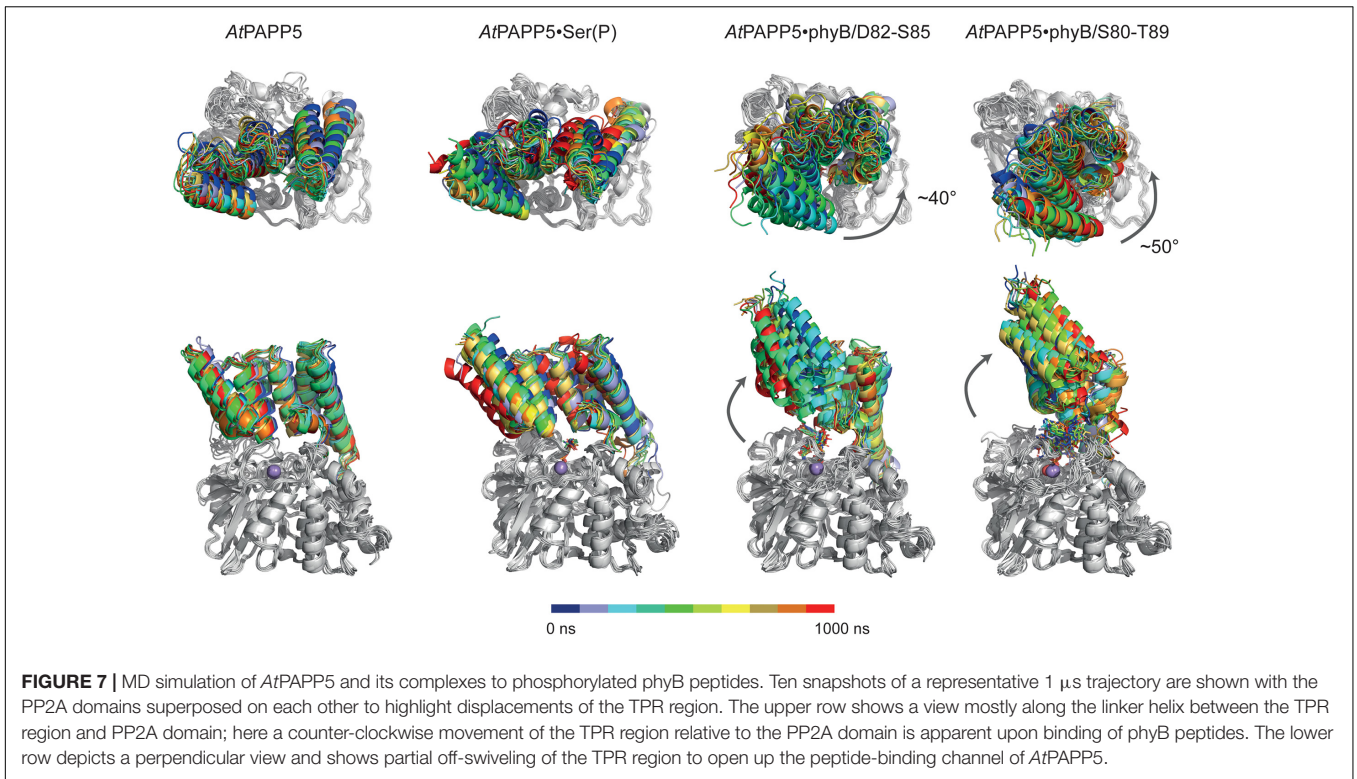 AtPAPP5 AtPAPP5•Ser(P) AtPAPP5•phyB/D82-S85 AtPAPP5•phyB/S80-T89
~40°
~50°
0 ns 1000 ns
FIGURE 7 | MD simulation of AtPAPP5 and its complexes to phosphorylated phyB peptides. Ten snapshots of a representative 1 μs trajectory are shown with the
PP2A domains superposed on each other to highlight displacements of the TPR region. The upper row shows a view mostly along the linker helix between the TPR
region and PP2A domain; here a counter-clockwise movement of the TPR region relative to the PP2A domain is apparent upon binding of phyB peptides. The lower
row depicts a perpendicular view and shows partial off-swiveling of the TPR region to open up the peptide-binding channel of AtPAPP5.